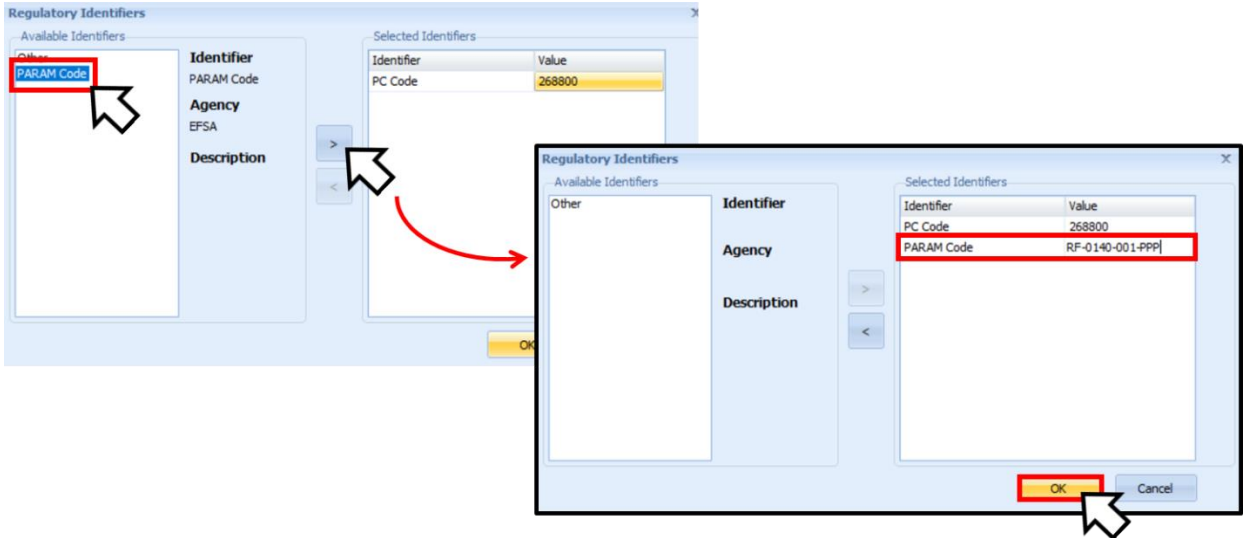 Regulatory Identifiers
x
Available Identifiers
Other
PARAM Code
Identifier
PARAM Code
Agency
EFSA
Description
>
<
Selected Identifiers
Identifier Value
PC Code 268800
OK
Regulatory Identifiers
x
Available Identifiers
Other
Identifier
Agency
Description
>
<
Selected Identifiers
Identifier Value
PC Code 268800
PARAM Code RF-0140-001-PPP
OK Cancel